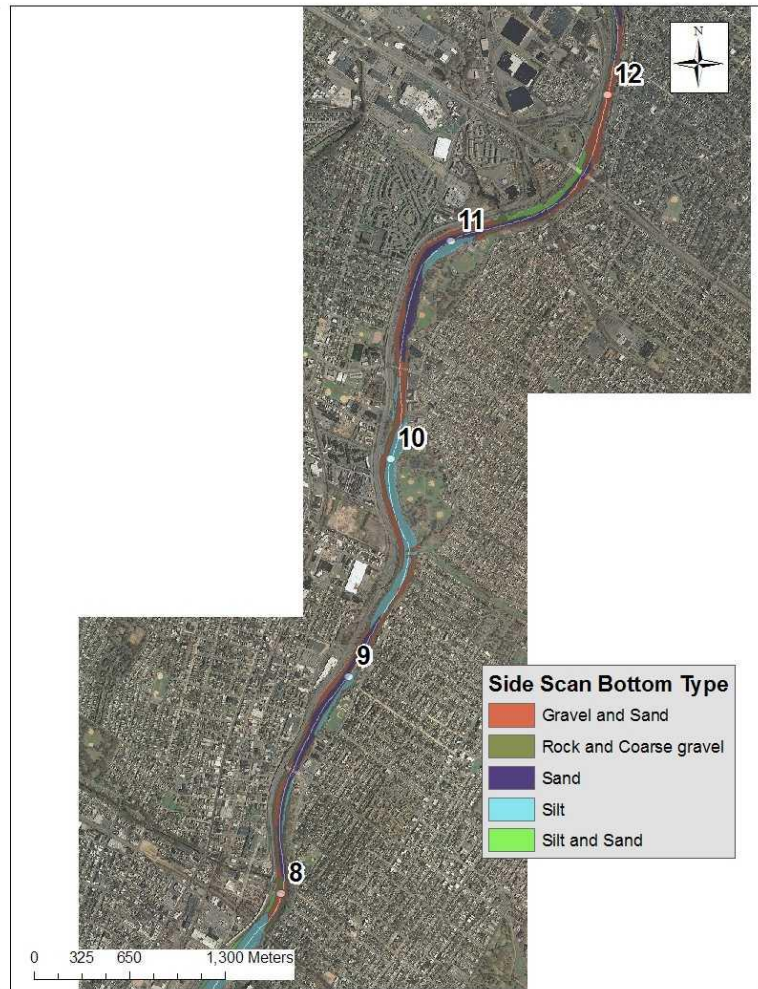 N
12
11
10
9
Side Scan Bottom Type
Gravel and Sand
Rock and Coarse gravel
Sand
Silt
Silt and Sand
8
0 325 650 1,300 Meters